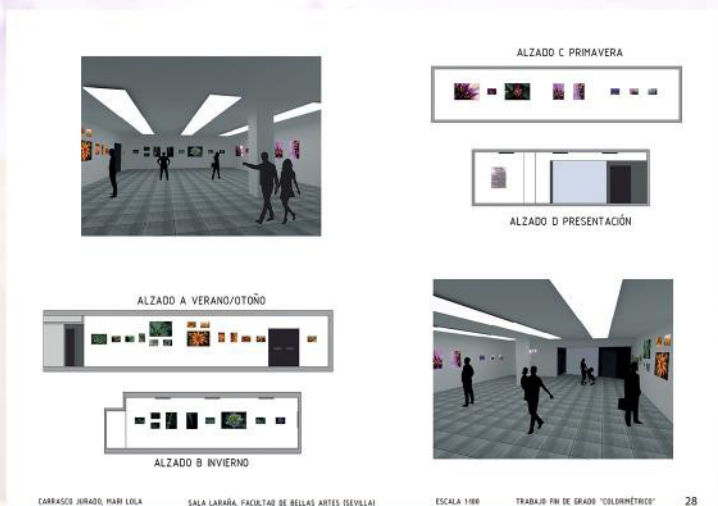 ALZADO C PRIMAVERA
ALZADO D PRESENTACIÓN
ALZADO A VERANO/OTOÑO
ALZADO B INVIERNO
CARRASCO JURADO, MARI LOLA
SALA LARAÑA, FACULTAD DE BELLAS ARTES (SEVILLA)
ESCALA 1:100
TRABAJO FIN DE GRADO "COLORIMÉTRICO"
28